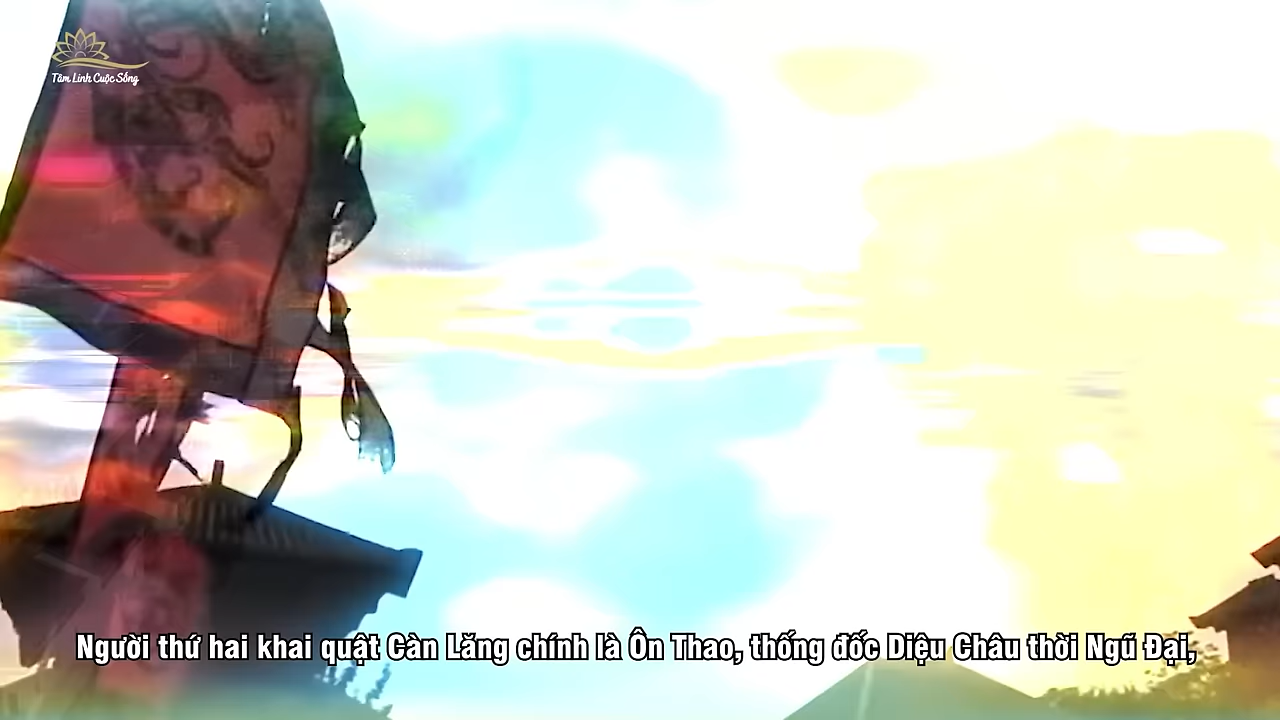 Tâm Linh Cuộc Sống
Người thứ hai khai quật Càn Lăng chính là Ôn Thao, thống đốc Diệu Châu thời Ngũ Đại,